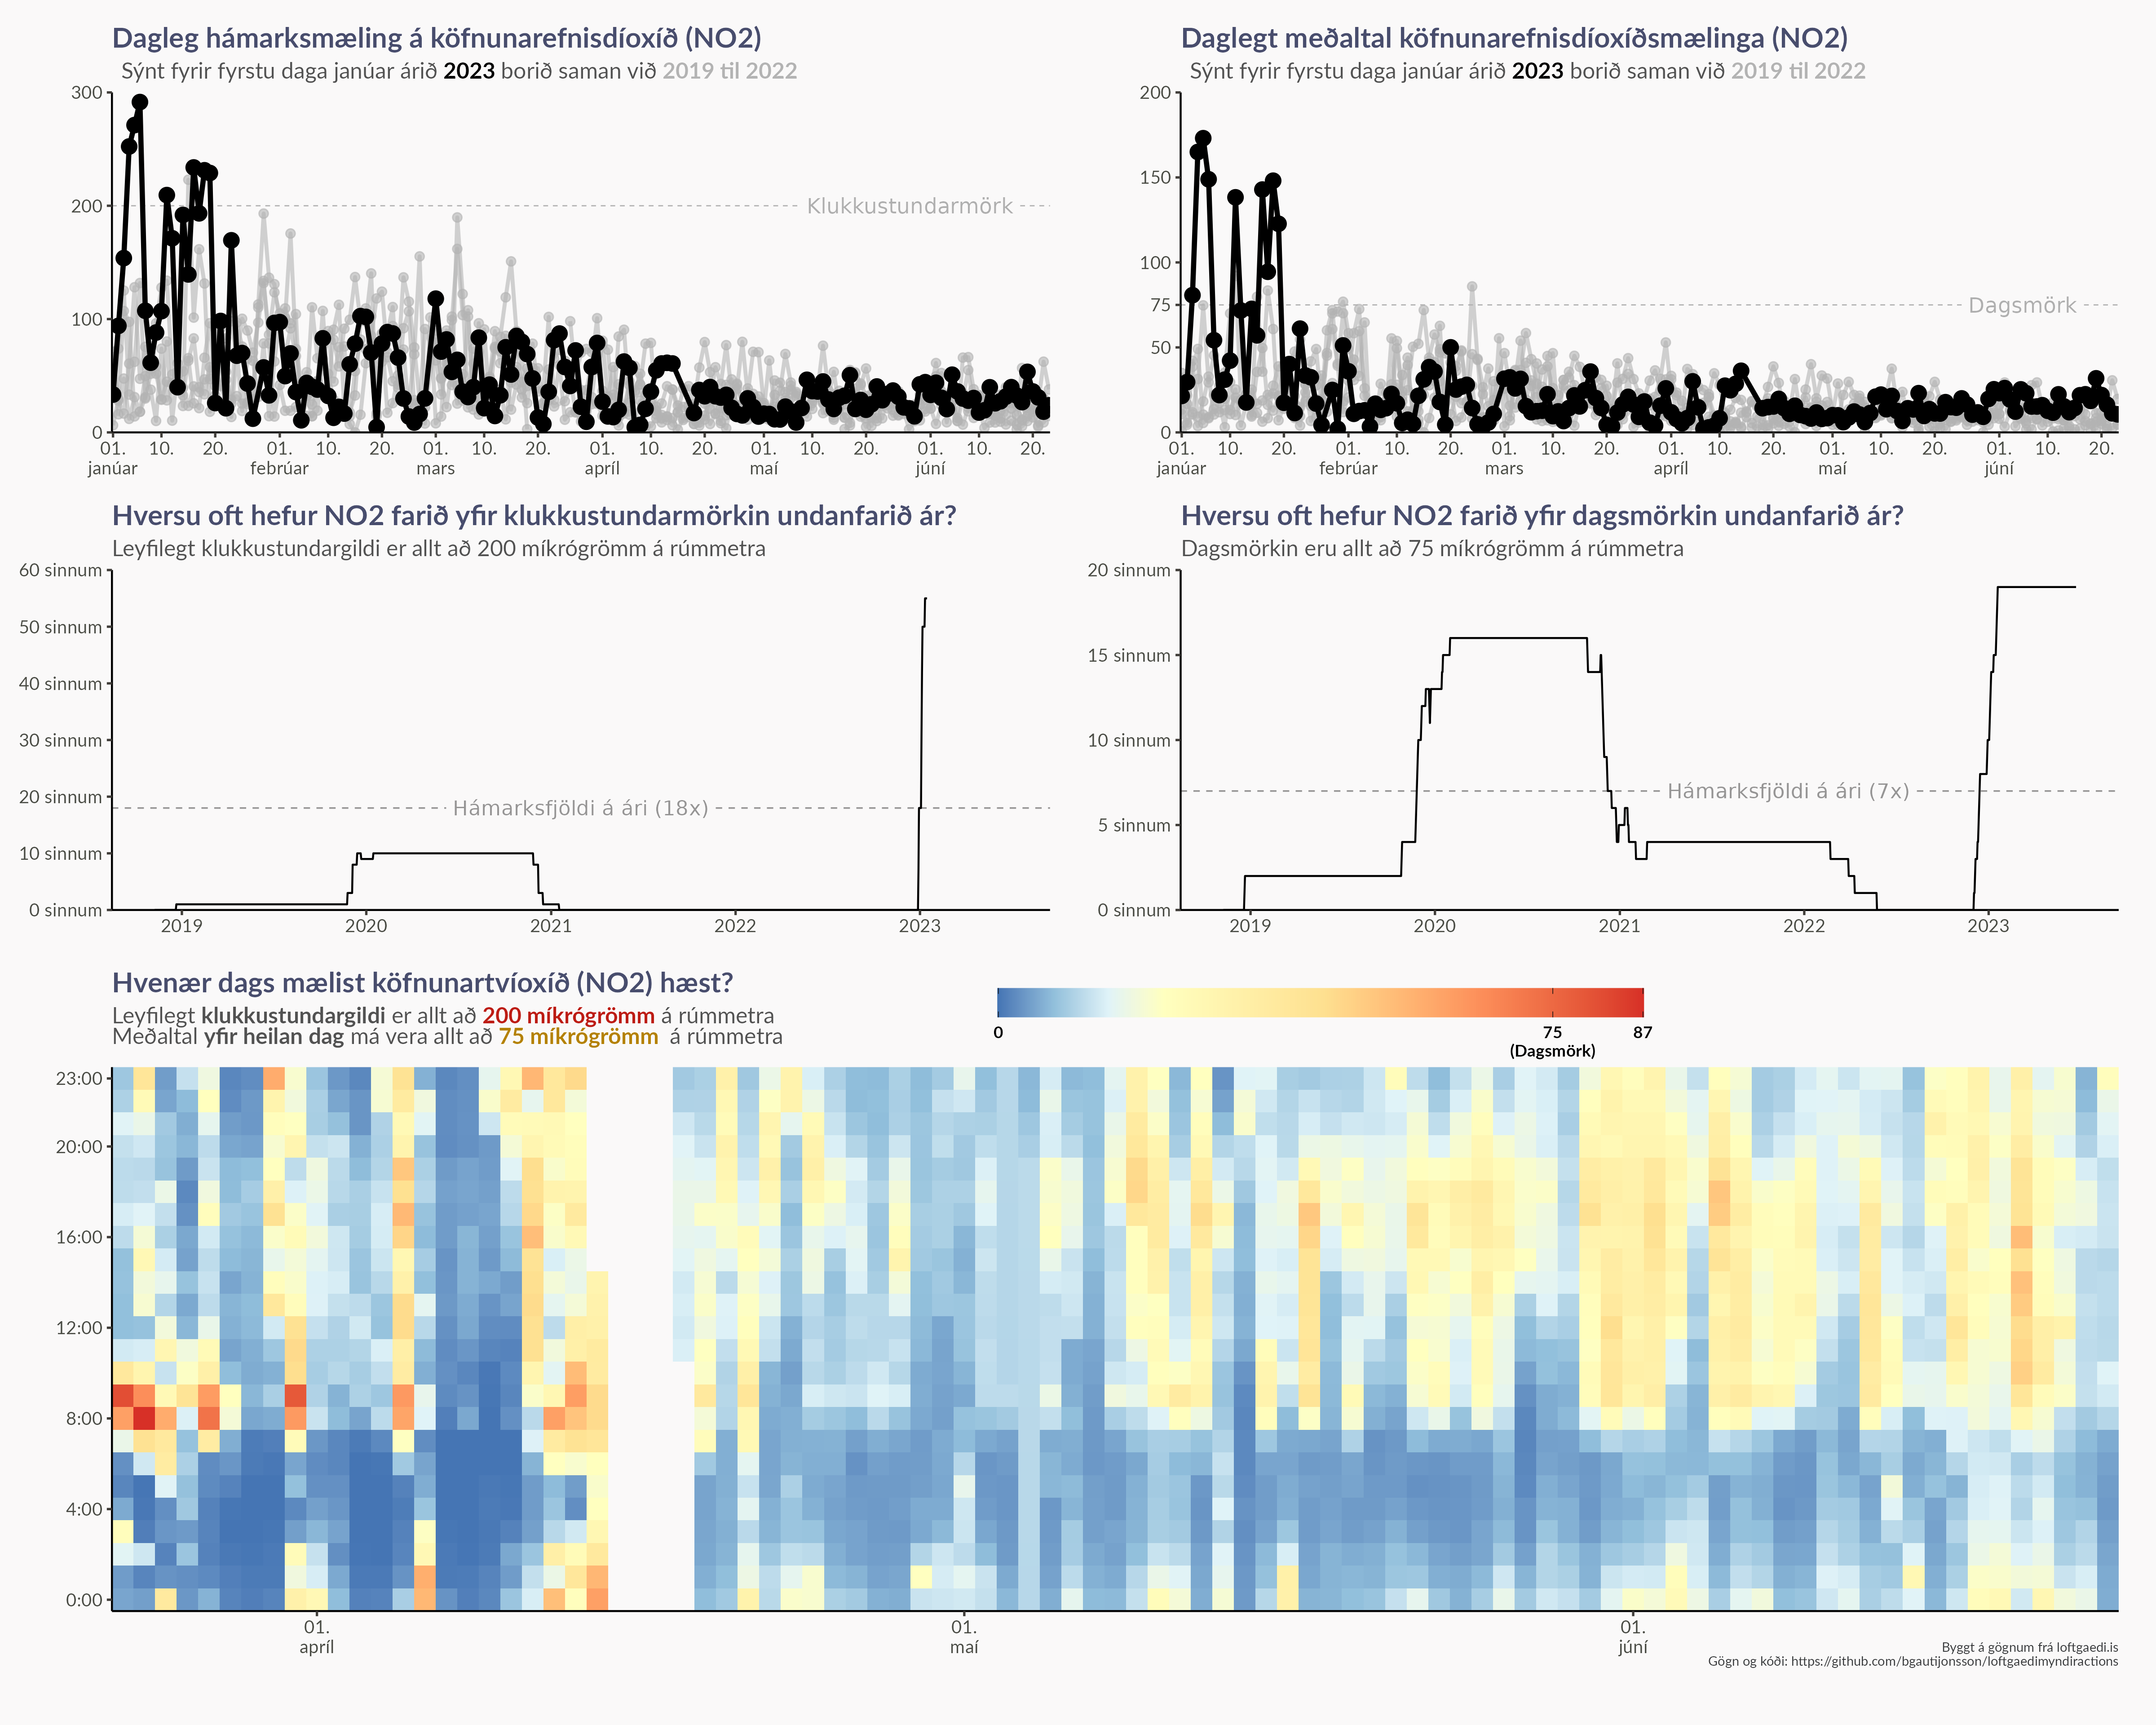 Dagleg hámarksmæling á köfnunarefnisdíoxíð (NO2)
Sýnt fyrir fyrstu daga janúar árið 2023 borið saman við 2019 til 2022
300
200
100
0
Klukkustundarmörk
01. 10. 20. 01. 10. 20. 01. 10. 20. 01. 10. 20. 01. 10. 20. 01. 10. 20.
janúar febrúar mars apríl maí júní
Daglegt meðaltal köfnunarefnisdíoxíðsmælinga (NO2)
Sýnt fyrir fyrstu daga janúar árið 2023 borið saman við 2019 til 2022
200
150
100
75
50
0
Dagsmörk
01. 10. 20. 01. 10. 20. 01. 10. 20. 01. 10. 20. 01. 10. 20. 01. 10. 20.
janúar febrúar mars apríl maí júní
Hversu oft hefur NO2 farið yfir klukkustundarmörkin undanfarið ár?
Leyfilegt klukkustundargildi er allt að 200 míkrógrömm á rúmmetra
60 sinnum
50 sinnum
40 sinnum
30 sinnum
20 sinnum
10 sinnum
0 sinnum
Hámarksfjöldi á ári (18x)
2019 2020 2021 2022 2023
Hversu oft hefur NO2 farið yfir dagsmörkin undanfarið ár?
Dagsmörkin eru allt að 75 míkrógrömm á rúmmetra
20 sinnum
15 sinnum
10 sinnum
5 sinnum
0 sinnum
Hámarksfjöldi á ári (7x)
2019 2020 2021 2022 2023
Hvenær dags mælist köfnunartvíoxíð (NO2) hæst?
Leyfilegt klukkustundargildi er allt að 200 míkrógrömm á rúmmetra
Meðaltal yfir heilan dag má vera allt að 75 míkrógrömm á rúmmetra
0 75 87
(Dagsmörk)
23:00
20:00
16:00
12:00
8:00
4:00
0:00
01. 01. 01.
apríl maí júní
Byggt á gögnum frá loftgaedi.is
Gögn og kóði: https://github.com/bgautijonsson/loftgaedimyndiractions